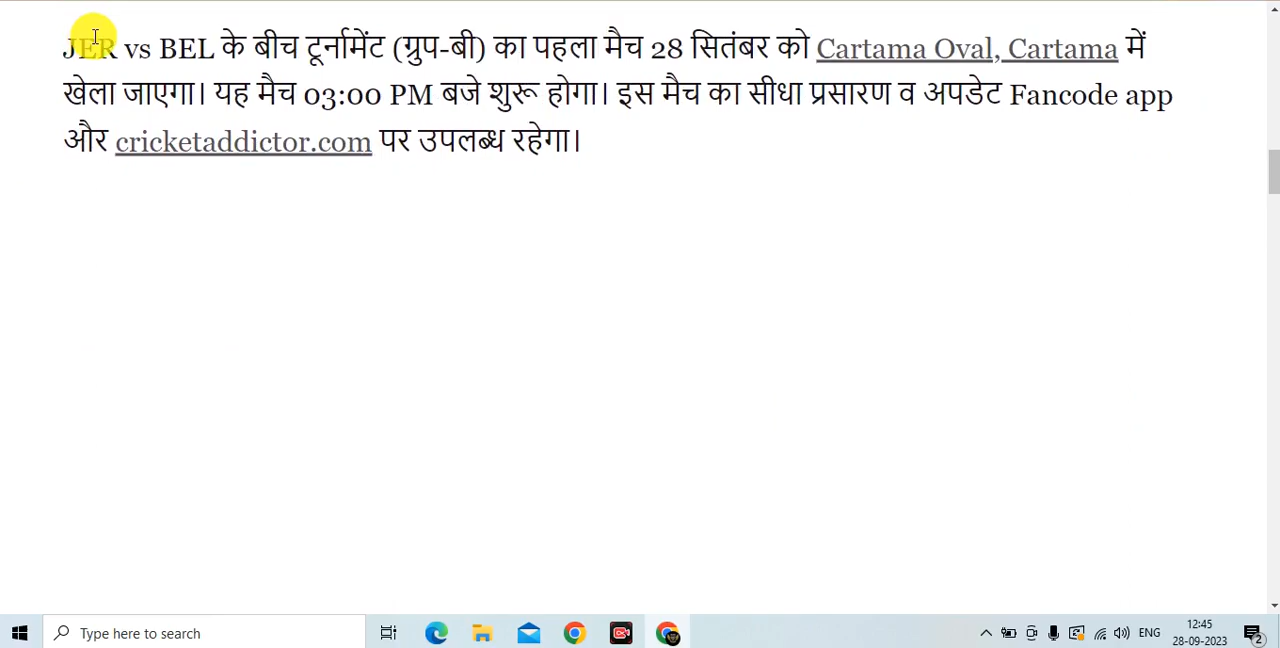 JER vs BEL के बीच टूर्नामेंट (ग्रुप-बी) का पहला मैच 28 सितंबर को Cartama Oval, Cartama में
खेला जाएगा। यह मैच 03:00 PM बजे शुरू होगा। इस मैच का सीधा प्रसारण व अपडेट Fancode app
और cricketaddictor.com पर उपलब्ध रहेगा।
Type here to search
ENG
12:45
28-09-2023
2